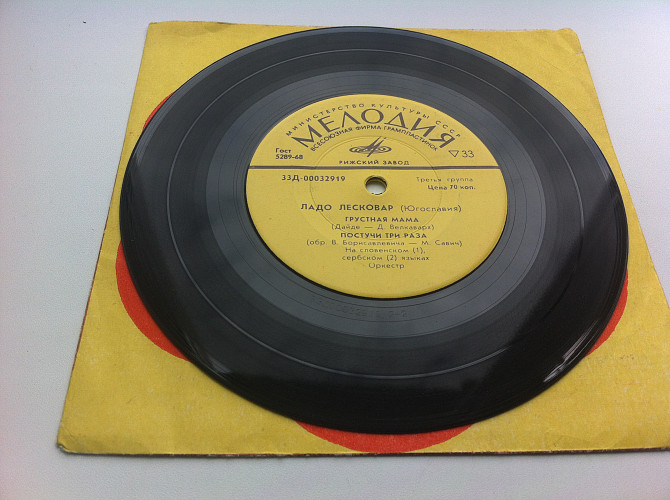 МИНИСТЕРСТВО КУЛЬТУРЫ СССР
МЕЛОДИЯ
ВСЕСОЮЗНАЯ ФИРМА ГРАМПЛАСТИНОК
Гост
5289-68
▽33
РИЖСКИЙ ЗАВОД
33Д-00032919
Третья группа
Цена 70 коп.
ЛАДО ЛЕСКОВАР (Югославия)
ГРУСТНАЯ МАМА
(Дайде — Д. Велкаварх)
ПОСТУЧИ ТРИ РАЗА
(обр. В. Борисавлевича — М. Савич)
На словенском (1),
сербском (2) языках
Оркестр